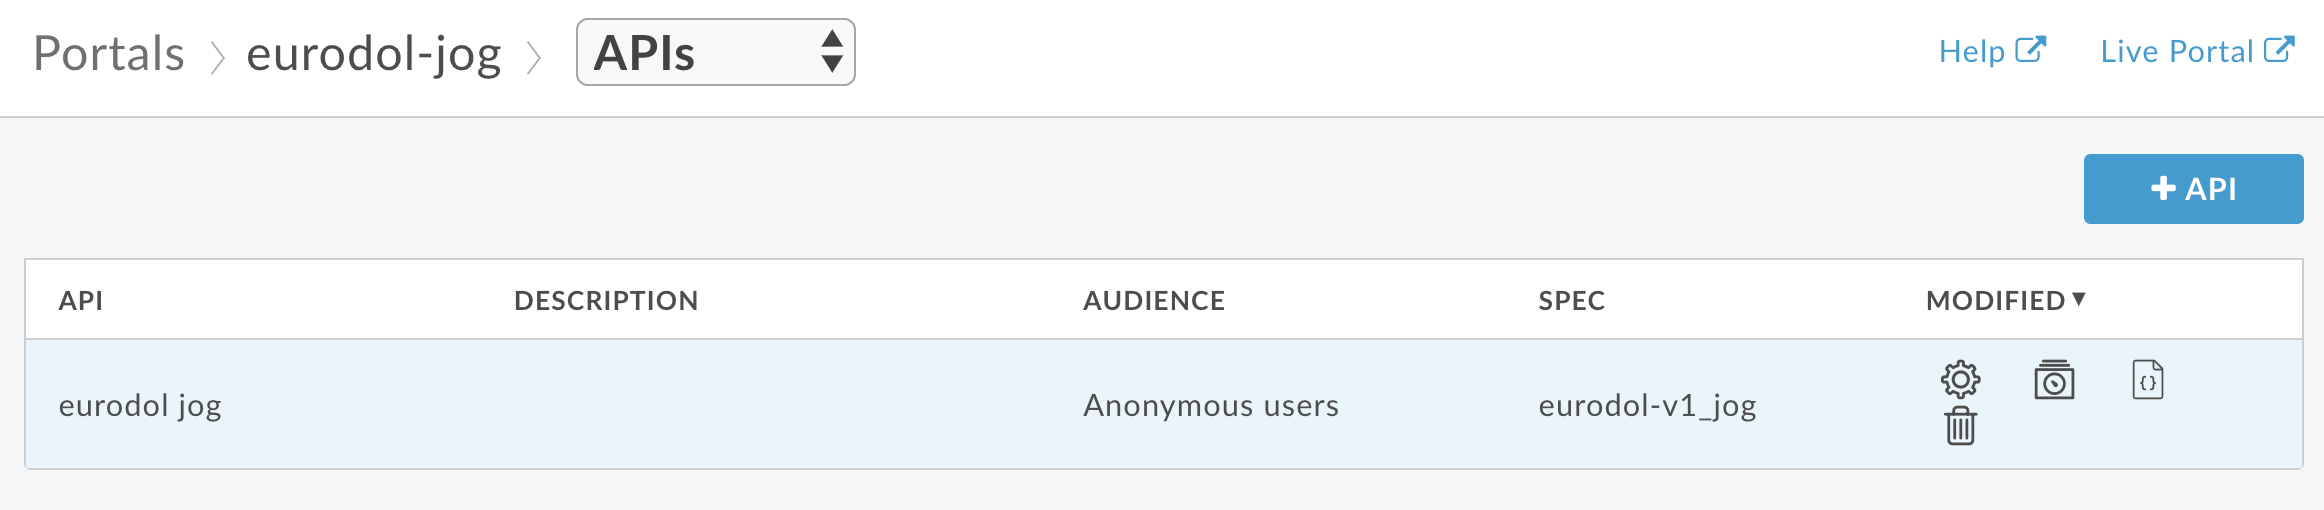 Portals eurodol-jog APIs Help Live Portal
+ API
API DESCRIPTION AUDIENCE SPEC MODIFIED
eurodol jog Anonymous users eurodol-v1_jog